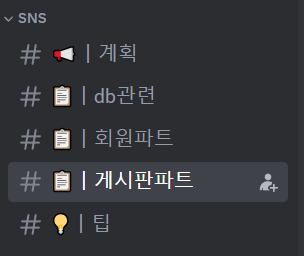 SNS
# 📢 | 계획
# 📋 | db관련
# 📋 | 회원파트
# 📋 | 게시판파트
# 💡 | 팁